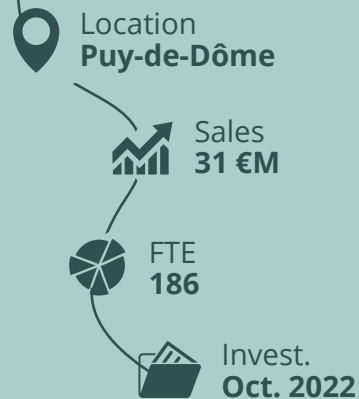 Location
Puy-de-Dôme
Sales
31 €M
FTE
186
Invest.
Oct. 2022